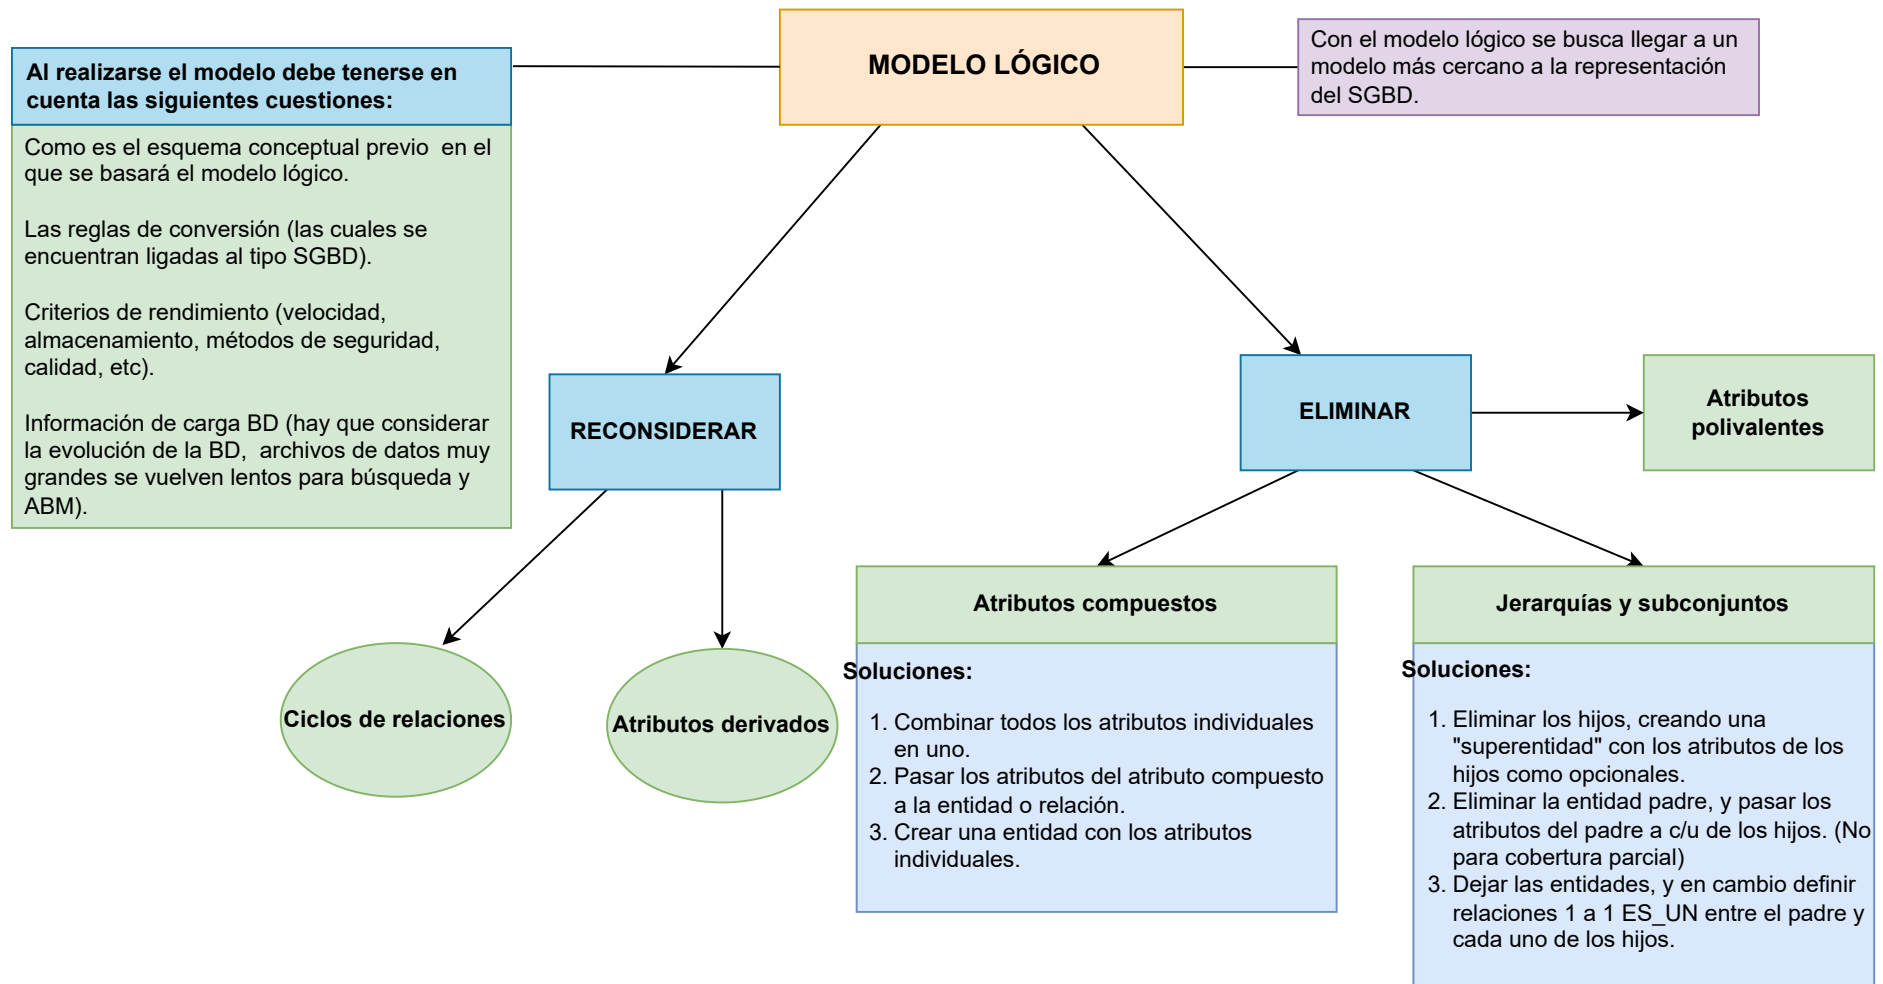 MODELO LÓGICO
Con el modelo lógico se busca llegar a un
modelo más cercano a la representación
del SGBD.
Al realizarse el modelo debe tenerse en
cuenta las siguientes cuestiones:
Como es el esquema conceptual previo  en el
que se basará el modelo lógico.
Las reglas de conversión (las cuales se
encuentran ligadas al tipo SGBD).
Criterios de rendimiento (velocidad,
almacenamiento, métodos de seguridad,
calidad, etc).
Información de carga BD (hay que considerar
la evolución de la BD,  archivos de datos muy
grandes se vuelven lentos para búsqueda y
ABM).
RECONSIDERAR
ELIMINAR
Atributos
polivalentes
Ciclos de relaciones
Atributos derivados
Atributos compuestos
Soluciones:
1. Combinar todos los atributos individuales
en uno.
2. Pasar los atributos del atributo compuesto
a la entidad o relación.
3. Crear una entidad con los atributos
individuales.
Jerarquías y subconjuntos
Soluciones:
1. Eliminar los hijos, creando una
"superentidad" con los atributos de los
hijos como opcionales.
2. Eliminar la entidad padre, y pasar los
atributos del padre a c/u de los hijos. (No
para cobertura parcial)
3. Dejar las entidades, y en cambio definir
relaciones 1 a 1 ES_UN entre el padre y
cada uno de los hijos.